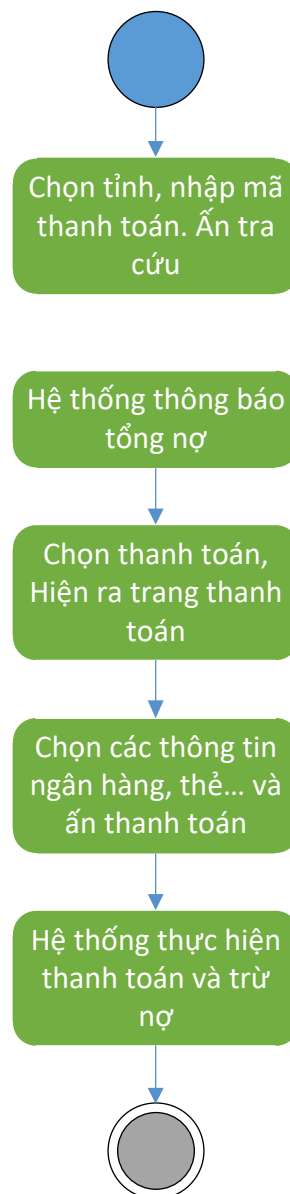 Chọn tỉnh, nhập mã
thanh toán. Ấn tra
cứu
Hệ thống thông báo
tổng nợ
Chọn thanh toán,
Hiện ra trang thanh
toán
Chọn các thông tin
ngân hàng, thẻ... và
ấn thanh toán
Hệ thống thực hiện
thanh toán và trừ
nợ